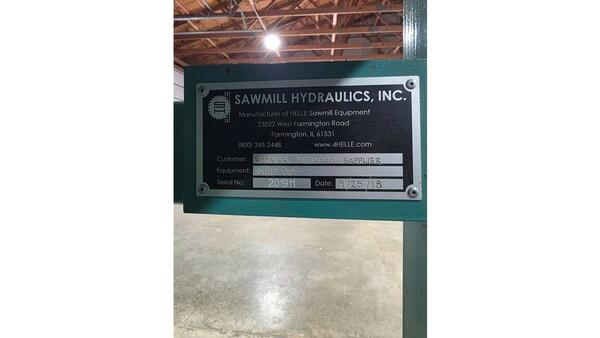 SAWMILL HYDRAULICS, INC.
Manufacturer of HELLE Sawmill Equipment
23522 West Farmington Road
Farmington, IL 61531
(800) 245-2448 www.4HELLE.com
Customer: SUPPLIER
Equipment:
Serial No: 201911 Date: 9/25/18